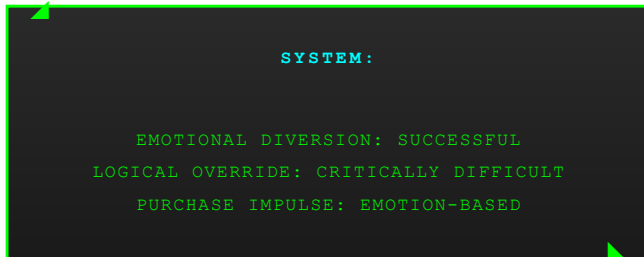 SYSTEM:
EMOTIONAL DIVERSION: SUCCESSFUL
LOGICAL OVERRIDE: CRITICALLY DIFFICULT
PURCHASE IMPULSE: EMOTION-BASED